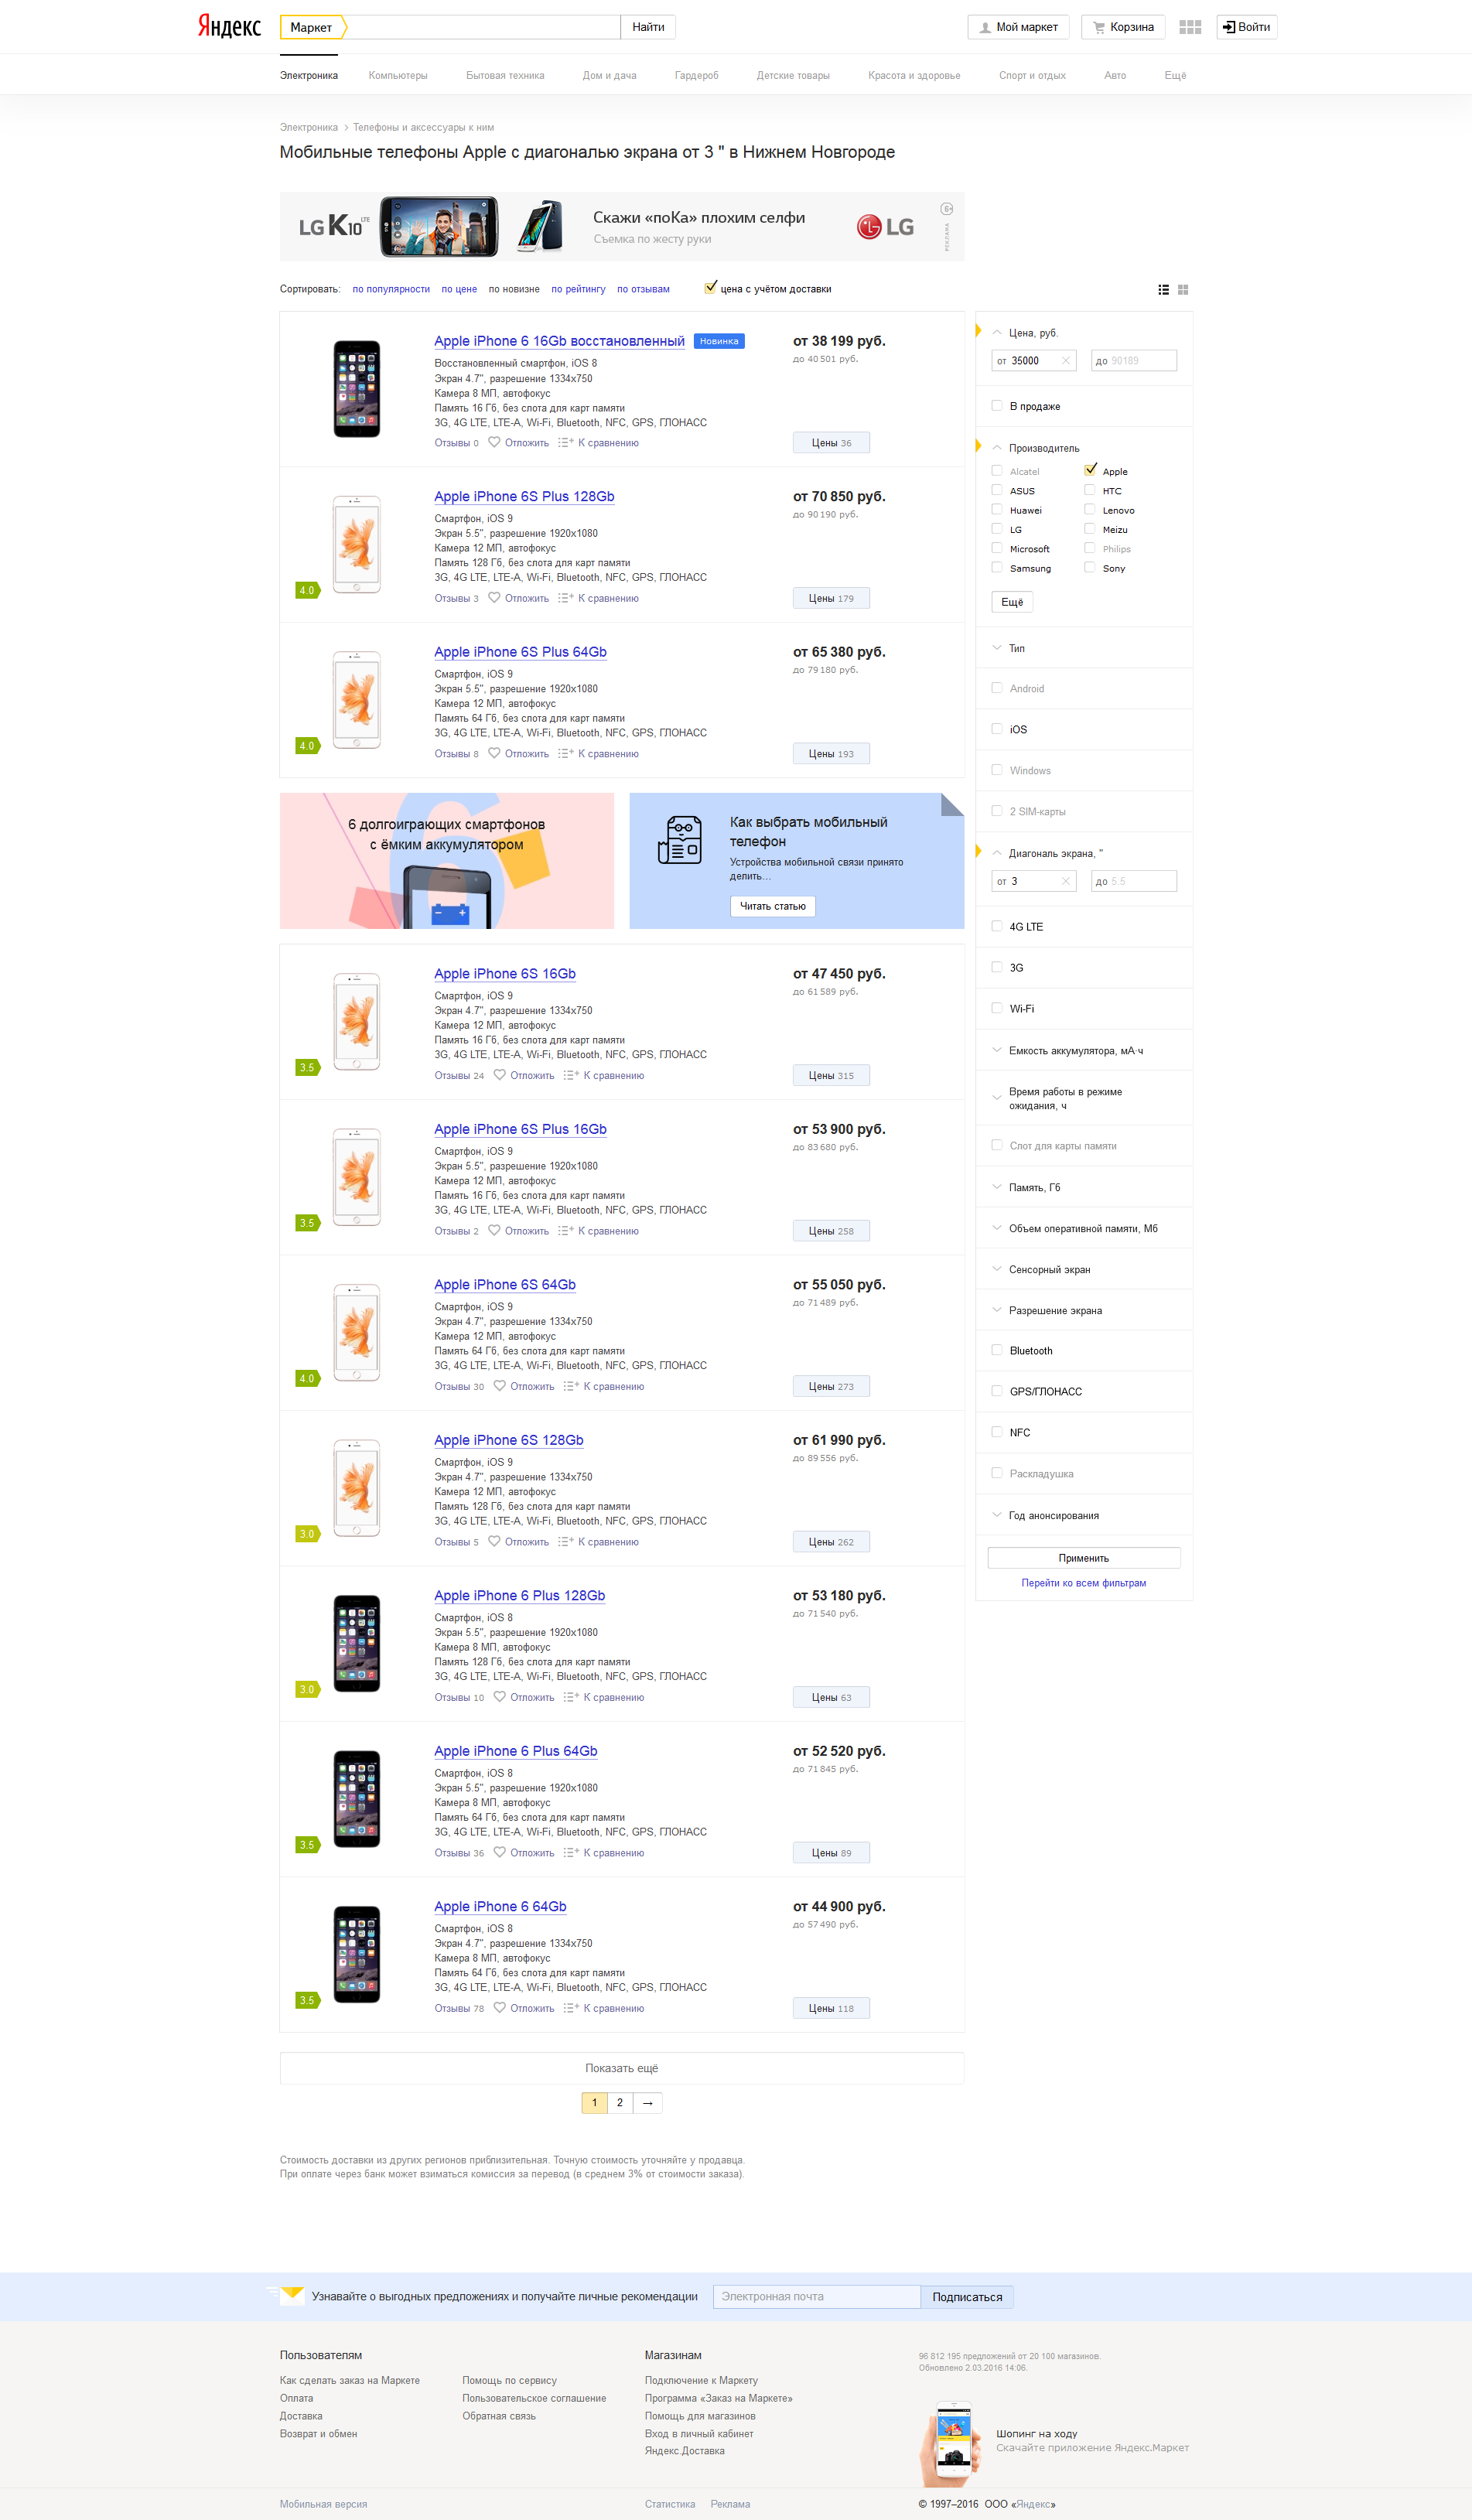 Яндекс
Маркет
Найти
Мой маркет
Корзина
Войти
Электроника
Компьютеры
Бытовая техника
Дом и дача
Гардероб
Детские товары
Красота и здоровье
Спорт и отдых
Авто
Ещё
Электроника > Телефоны и аксессуары к ним
Мобильные телефоны Apple с диагональю экрана от 3 " в Нижнем Новгороде
LG K10 LTE
Скажи «поКа» плохим селфи
Съемка по жесту руки
LG
6+
РЕКЛАМА
Сортировать: по популярности по цене по новизне по рейтингу по отзывам цена с учётом доставки
Apple iPhone 6 16Gb восстановленный Новинка
Восстановленный смартфон, iOS 8
Экран 4.7", разрешение 1334x750
Камера 8 МП, автофокус
Память 16 Гб, без слота для карт памяти
3G, 4G LTE, LTE-A, Wi-Fi, Bluetooth, NFC, GPS, ГЛОНАСС
Отзывы 0 Отложить К сравнению
от 38 199 руб.
до 40 501 руб.
Цены 36
Apple iPhone 6S Plus 128Gb
Смартфон, iOS 9
Экран 5.5", разрешение 1920x1080
Камера 12 МП, автофокус
Память 128 Гб, без слота для карт памяти
3G, 4G LTE, LTE-A, Wi-Fi, Bluetooth, NFC, GPS, ГЛОНАСС
4.0
Отзывы 3 Отложить К сравнению
от 70 850 руб.
до 90 190 руб.
Цены 179
Apple iPhone 6S Plus 64Gb
Смартфон, iOS 9
Экран 5.5", разрешение 1920x1080
Камера 12 МП, автофокус
Память 64 Гб, без слота для карт памяти
3G, 4G LTE, LTE-A, Wi-Fi, Bluetooth, NFC, GPS, ГЛОНАСС
4.0
Отзывы 8 Отложить К сравнению
от 65 380 руб.
до 79 180 руб.
Цены 193
6 долгоиграющих смартфонов
с ёмким аккумулятором
Как выбрать мобильный
телефон
Устройства мобильной связи принято
делить...
Читать статью
Apple iPhone 6S 16Gb
Смартфон, iOS 9
Экран 4.7", разрешение 1334x750
Камера 12 МП, автофокус
Память 16 Гб, без слота для карт памяти
3G, 4G LTE, LTE-A, Wi-Fi, Bluetooth, NFC, GPS, ГЛОНАСС
3.5
Отзывы 24 Отложить К сравнению
от 47 450 руб.
до 61 589 руб.
Цены 315
Apple iPhone 6S Plus 16Gb
Смартфон, iOS 9
Экран 5.5", разрешение 1920x1080
Камера 12 МП, автофокус
Память 16 Гб, без слота для карт памяти
3G, 4G LTE, LTE-A, Wi-Fi, Bluetooth, NFC, GPS, ГЛОНАСС
3.5
Отзывы 2 Отложить К сравнению
от 53 900 руб.
до 83 680 руб.
Цены 258
Apple iPhone 6S 64Gb
Смартфон, iOS 9
Экран 4.7", разрешение 1334x750
Камера 12 МП, автофокус
Память 64 Гб, без слота для карт памяти
3G, 4G LTE, LTE-A, Wi-Fi, Bluetooth, NFC, GPS, ГЛОНАСС
4.0
Отзывы 30 Отложить К сравнению
от 55 050 руб.
до 71 489 руб.
Цены 273
Apple iPhone 6S 128Gb
Смартфон, iOS 9
Экран 4.7", разрешение 1334x750
Камера 12 МП, автофокус
Память 128 Гб, без слота для карт памяти
3G, 4G LTE, LTE-A, Wi-Fi, Bluetooth, NFC, GPS, ГЛОНАСС
3.0
Отзывы 5 Отложить К сравнению
от 61 990 руб.
до 89 556 руб.
Цены 262
Apple iPhone 6 Plus 128Gb
Смартфон, iOS 8
Экран 5.5", разрешение 1920x1080
Камера 8 МП, автофокус
Память 128 Гб, без слота для карт памяти
3G, 4G LTE, LTE-A, Wi-Fi, Bluetooth, NFC, GPS, ГЛОНАСС
3.0
Отзывы 10 Отложить К сравнению
от 53 180 руб.
до 71 540 руб.
Цены 63
Apple iPhone 6 Plus 64Gb
Смартфон, iOS 8
Экран 5.5", разрешение 1920x1080
Камера 8 МП, автофокус
Память 64 Гб, без слота для карт памяти
3G, 4G LTE, LTE-A, Wi-Fi, Bluetooth, NFC, GPS, ГЛОНАСС
3.5
Отзывы 36 Отложить К сравнению
от 52 520 руб.
до 71 845 руб.
Цены 89
Apple iPhone 6 64Gb
Смартфон, iOS 8
Экран 4.7", разрешение 1334x750
Камера 8 МП, автофокус
Память 64 Гб, без слота для карт памяти
3G, 4G LTE, LTE-A, Wi-Fi, Bluetooth, NFC, GPS, ГЛОНАСС
3.5
Отзывы 78 Отложить К сравнению
от 44 900 руб.
до 57 490 руб.
Цены 118
Цена, руб.
от 35000 до 90189
В продаже
Производитель
Alcatel Apple
ASUS HTC
Huawei Lenovo
LG Meizu
Microsoft Philips
Samsung Sony
Ещё
Тип
Android
iOS
Windows
2 SIM-карты
Диагональ экрана, "
от 3 до 5.5
4G LTE
3G
Wi-Fi
Емкость аккумулятора, мА·ч
Время работы в режиме
ожидания, ч
Слот для карты памяти
Память, Гб
Объем оперативной памяти, Мб
Сенсорный экран
Разрешение экрана
Bluetooth
GPS/ГЛОНАСС
NFC
Раскладушка
Год анонсирования
Применить
Перейти ко всем фильтрам
Показать ещё
1 2 →
Стоимость доставки из других регионов приблизительная. Точную стоимость уточняйте у продавца.
При оплате через банк может взиматься комиссия за перевод (в среднем 3% от стоимости заказа).
Узнавайте о выгодных предложениях и получайте личные рекомендации
Электронная почта
Подписаться
Пользователям
Как сделать заказ на Маркете
Оплата
Доставка
Возврат и обмен
Помощь по сервису
Пользовательское соглашение
Обратная связь
Магазинам
Подключение к Маркету
Программа «Заказ на Маркете»
Помощь для магазинов
Вход в личный кабинет
Яндекс.Доставка
96 812 195 предложений от 20 100 магазинов.
Обновлено 2.03.2016 14:06.
Шопинг на ходу
Скачайте приложение Яндекс.Маркет
Мобильная версия
Статистика Реклама
© 1997–2016 ООО «Яндекс»